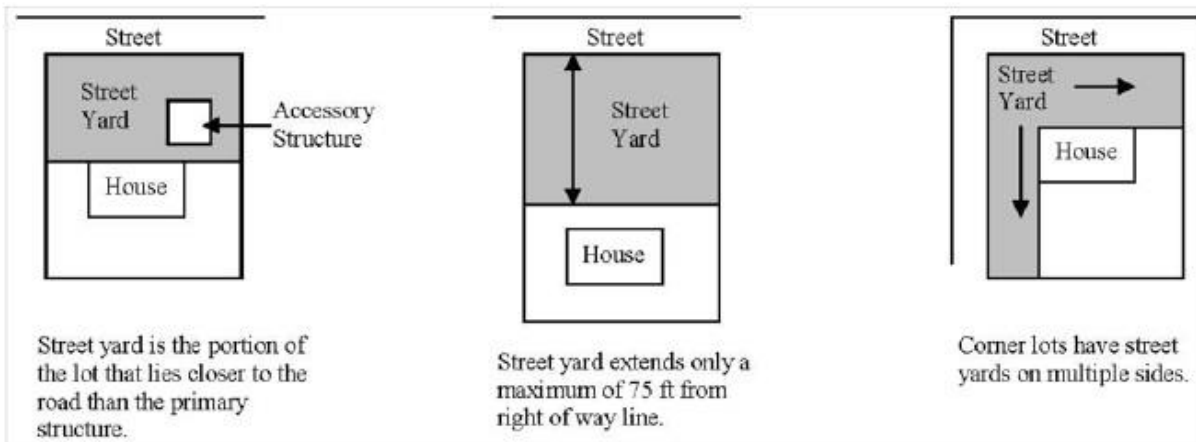 Street
Street
Yard
Accessory
Structure
House
Street yard is the portion of
the lot that lies closer to the
road than the primary
structure.
Street
Street
Yard
House
Street yard extends only a
maximum of 75 ft from
right of way line.
Street
Street
Yard
House
Corner lots have street
yards on multiple sides.